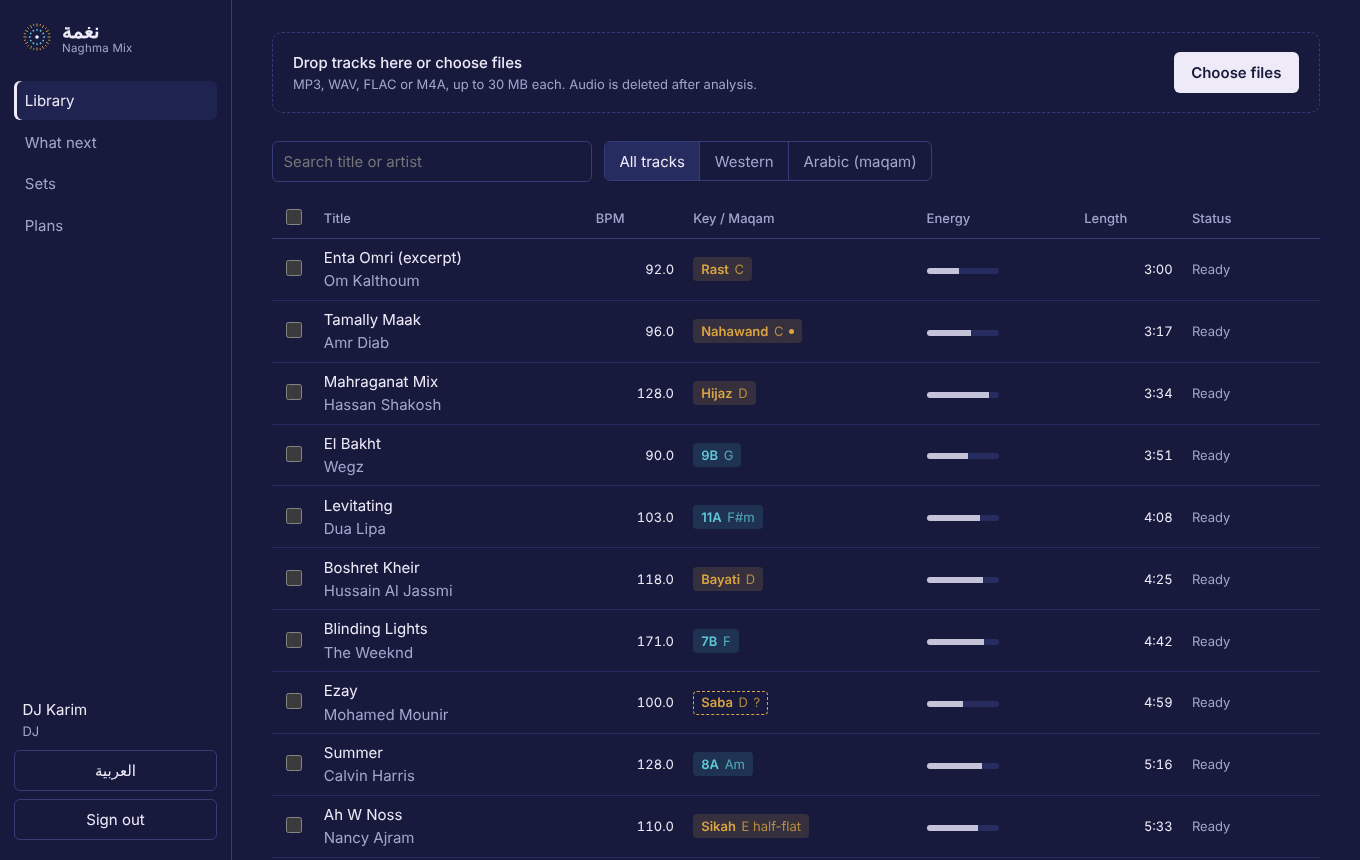 نغمة
Naghma Mix
Library
What next
Sets
Plans
DJ Karim
DJ
العربية
Sign out
Drop tracks here or choose files
MP3, WAV, FLAC or M4A, up to 30 MB each. Audio is deleted after analysis.
Choose files
Search title or artist
All tracks Western Arabic (maqam)
Title BPM Key / Maqam Energy Length Status
Enta Omri (excerpt)
Om Kalthoum
92.0 Rast C 3:00 Ready
Tamally Maak
Amr Diab
96.0 Nahawand C • 3:17 Ready
Mahraganat Mix
Hassan Shakosh
128.0 Hijaz D 3:34 Ready
El Bakht
Wegz
90.0 9B G 3:51 Ready
Levitating
Dua Lipa
103.0 11A F#m 4:08 Ready
Boshret Kheir
Hussain Al Jassmi
118.0 Bayati D 4:25 Ready
Blinding Lights
The Weeknd
171.0 7B F 4:42 Ready
Ezay
Mohamed Mounir
100.0 Saba D ? 4:59 Ready
Summer
Calvin Harris
128.0 8A Am 5:16 Ready
Ah W Noss
Nancy Ajram
110.0 Sikah E half-flat 5:33 Ready